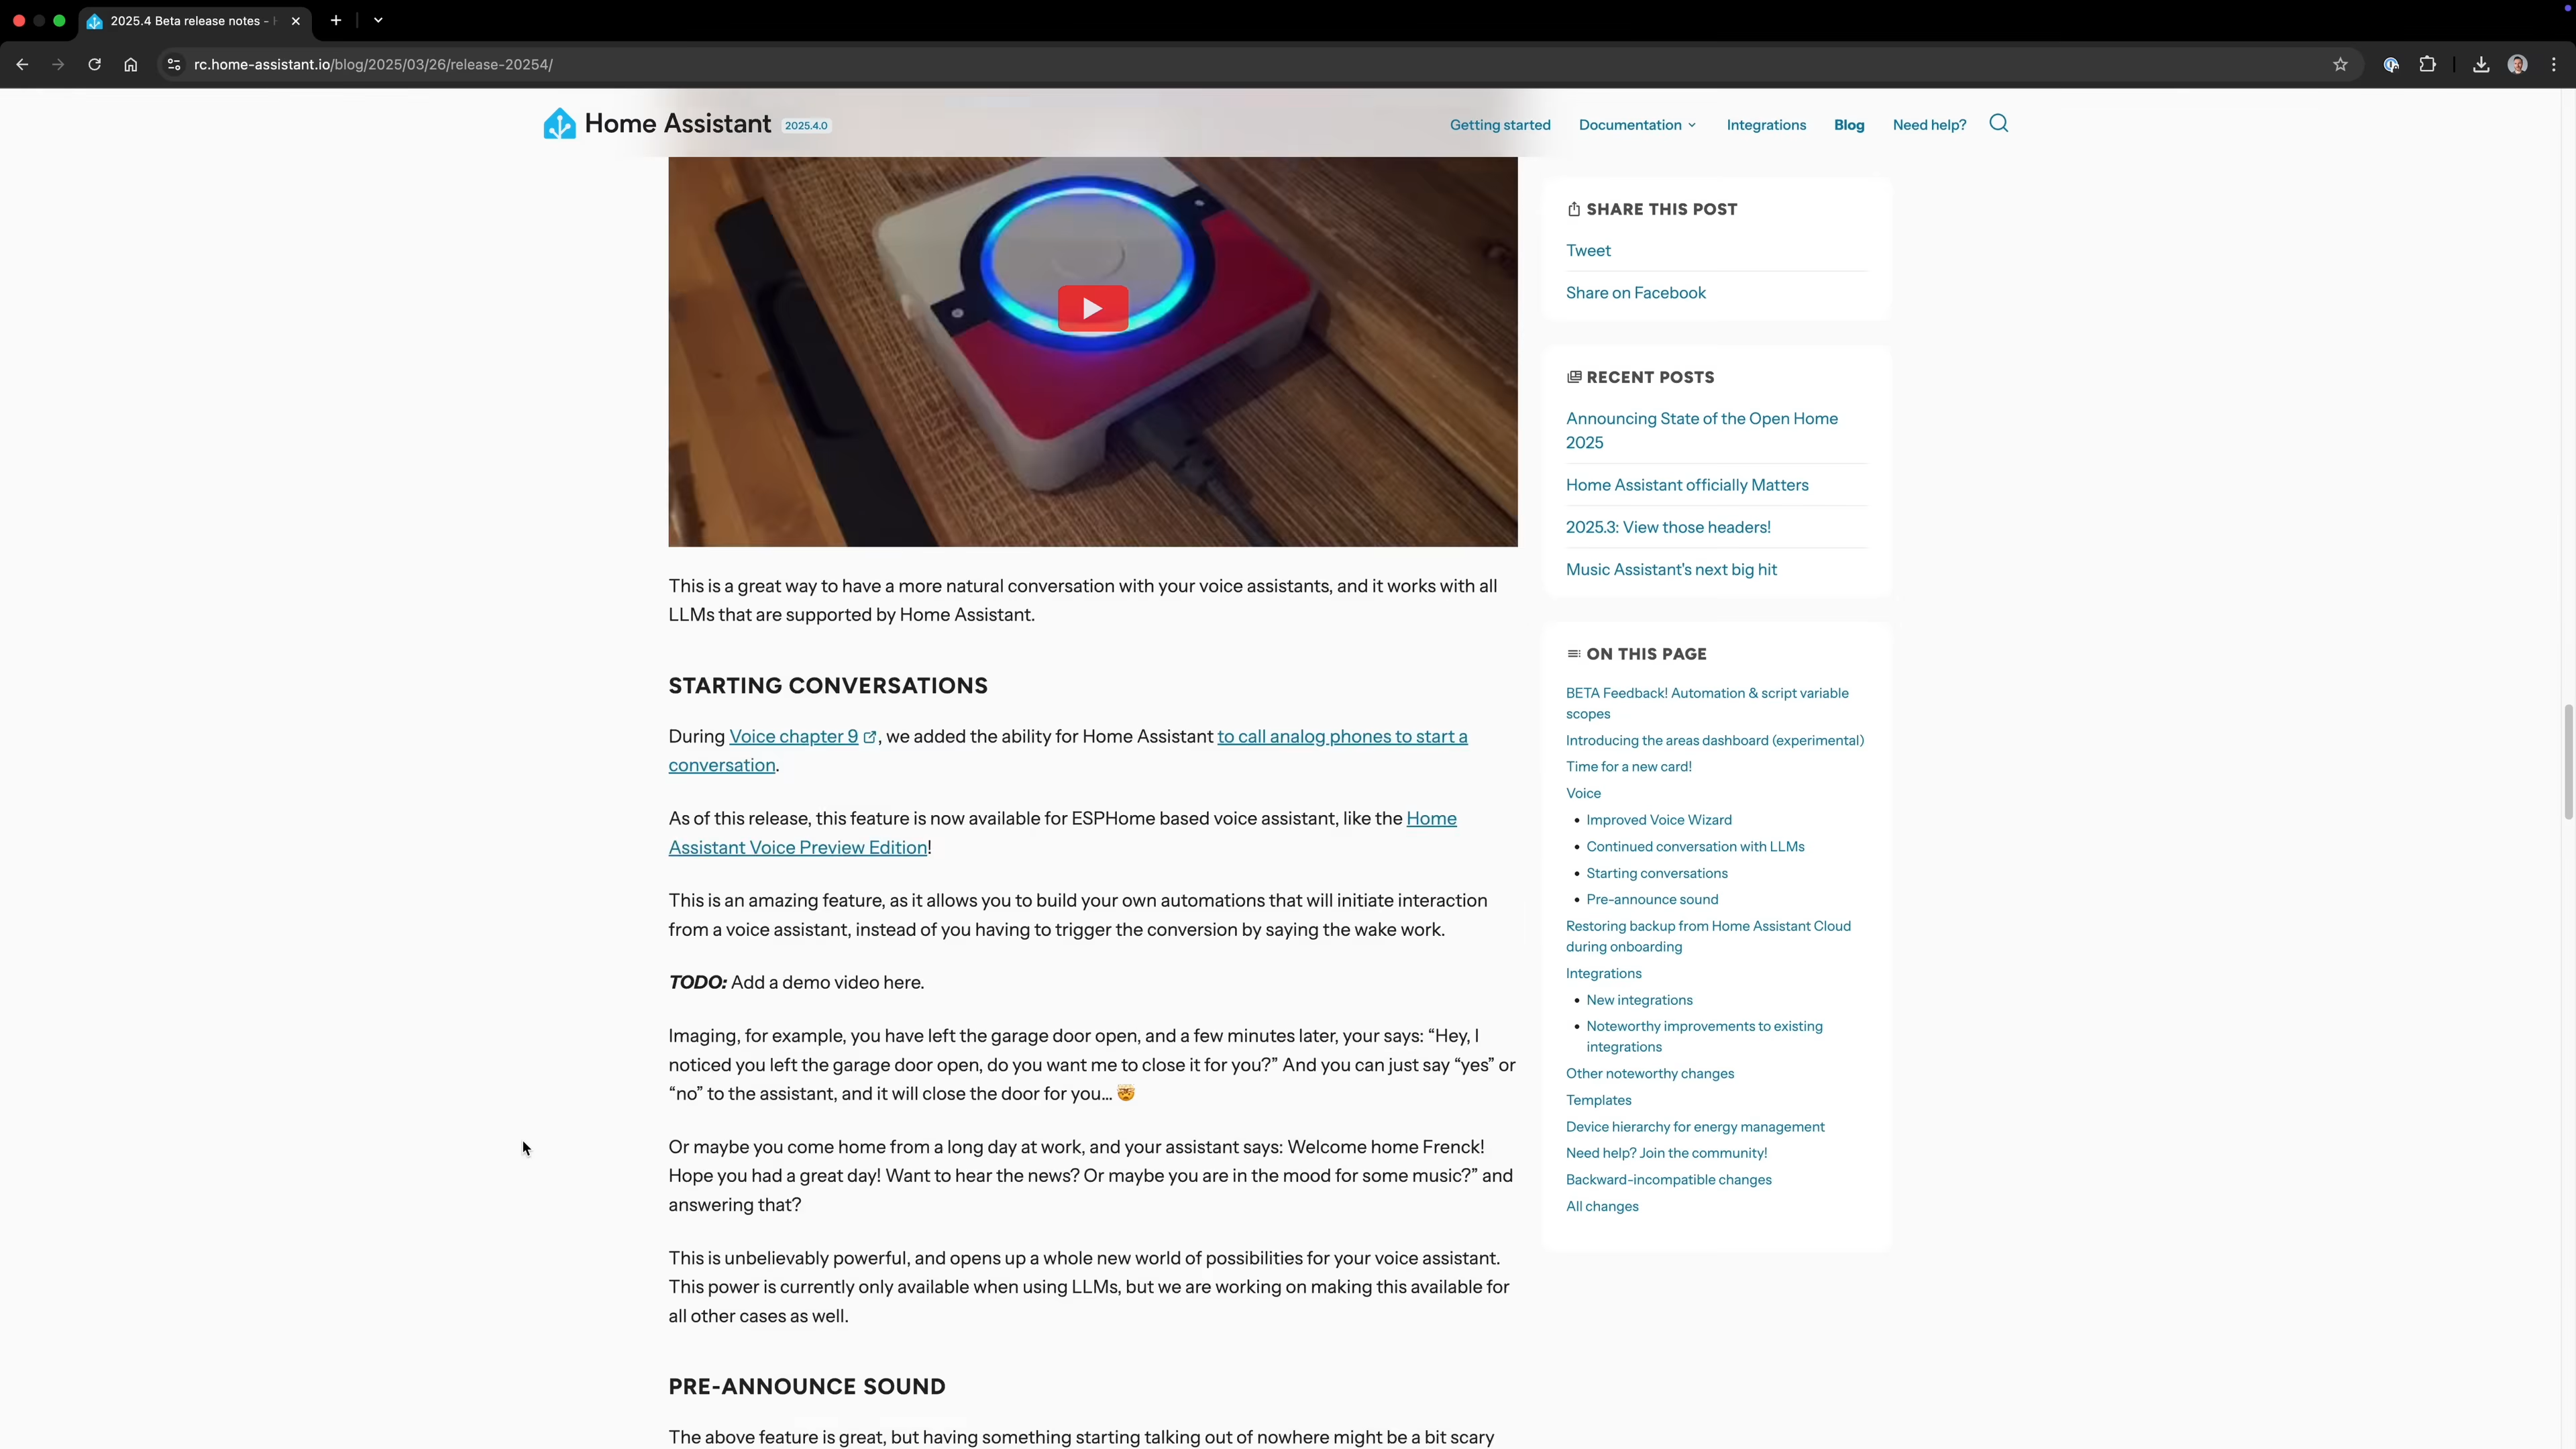 2025.4 Beta release notes -
rc.home-assistant.io/blog/2025/03/26/release-20254/
Home Assistant 2025.4.0
Getting started Documentation Integrations Blog Need help?
This is a great way to have a more natural conversation with your voice assistants, and it works with all
LLMs that are supported by Home Assistant.
STARTING CONVERSATIONS
During Voice chapter 9, we added the ability for Home Assistant to call analog phones to start a
conversation.
As of this release, this feature is now available for ESPHome based voice assistant, like the Home
Assistant Voice Preview Edition!
This is an amazing feature, as it allows you to build your own automations that will initiate interaction
from a voice assistant, instead of you having to trigger the conversion by saying the wake work.
TODO: Add a demo video here.
Imaging, for example, you have left the garage door open, and a few minutes later, your says: “Hey, I
noticed you left the garage door open, do you want me to close it for you?” And you can just say “yes” or
“no” to the assistant, and it will close the door for you… 🤯
Or maybe you come home from a long day at work, and your assistant says: Welcome home Frenck!
Hope you had a great day! Want to hear the news? Or maybe you are in the mood for some music?” and
answering that?
This is unbelievably powerful, and opens up a whole new world of possibilities for your voice assistant.
This power is currently only available when using LLMs, but we are working on making this available for
all other cases as well.
PRE-ANNOUNCE SOUND
The above feature is great, but having something starting talking out of nowhere might be a bit scary
SHARE THIS POST
Tweet
Share on Facebook
RECENT POSTS
Announcing State of the Open Home
2025
Home Assistant officially Matters
2025.3: View those headers!
Music Assistant's next big hit
ON THIS PAGE
BETA Feedback! Automation & script variable
scopes
Introducing the areas dashboard (experimental)
Time for a new card!
Voice
• Improved Voice Wizard
• Continued conversation with LLMs
• Starting conversations
• Pre-announce sound
Restoring backup from Home Assistant Cloud
during onboarding
Integrations
• New integrations
• Noteworthy improvements to existing
integrations
Other noteworthy changes
Templates
Device hierarchy for energy management
Need help? Join the community!
Backward-incompatible changes
All changes